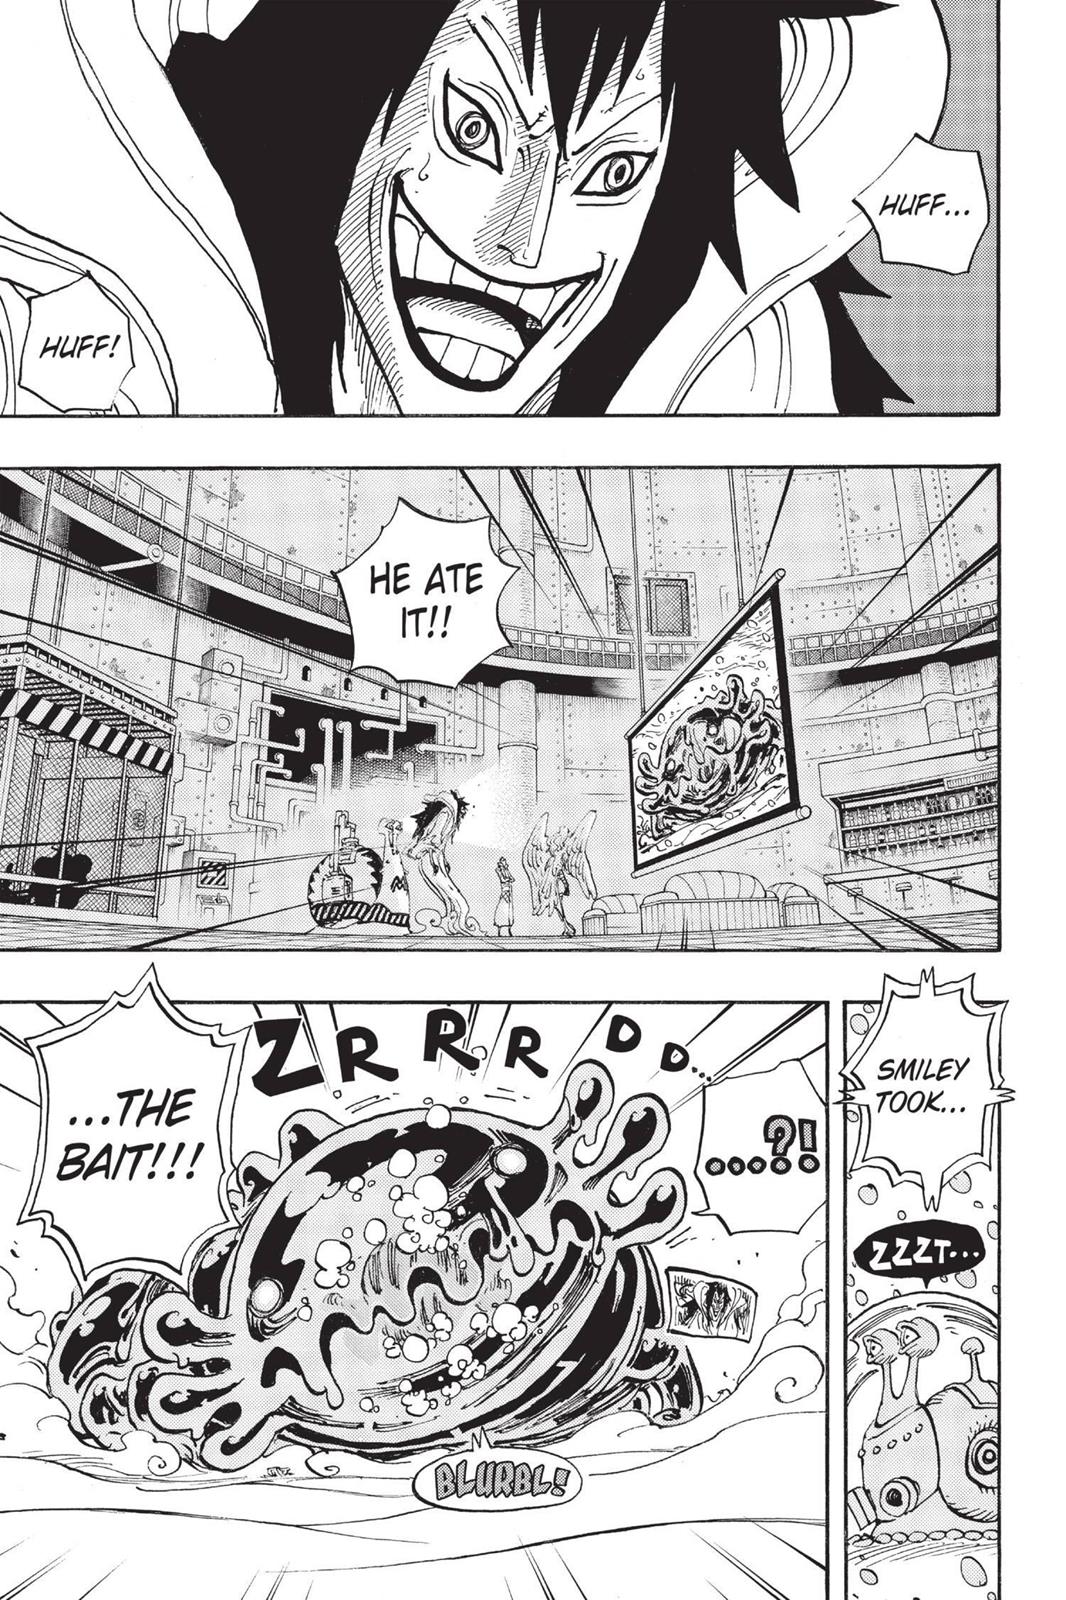 HUFF...
HUFF!
HE ATE
IT!!
SMILEY
TOOK...
ZZZT...
ZRRRDD...
...?!
...THE
BAIT!!!
BLURBL!